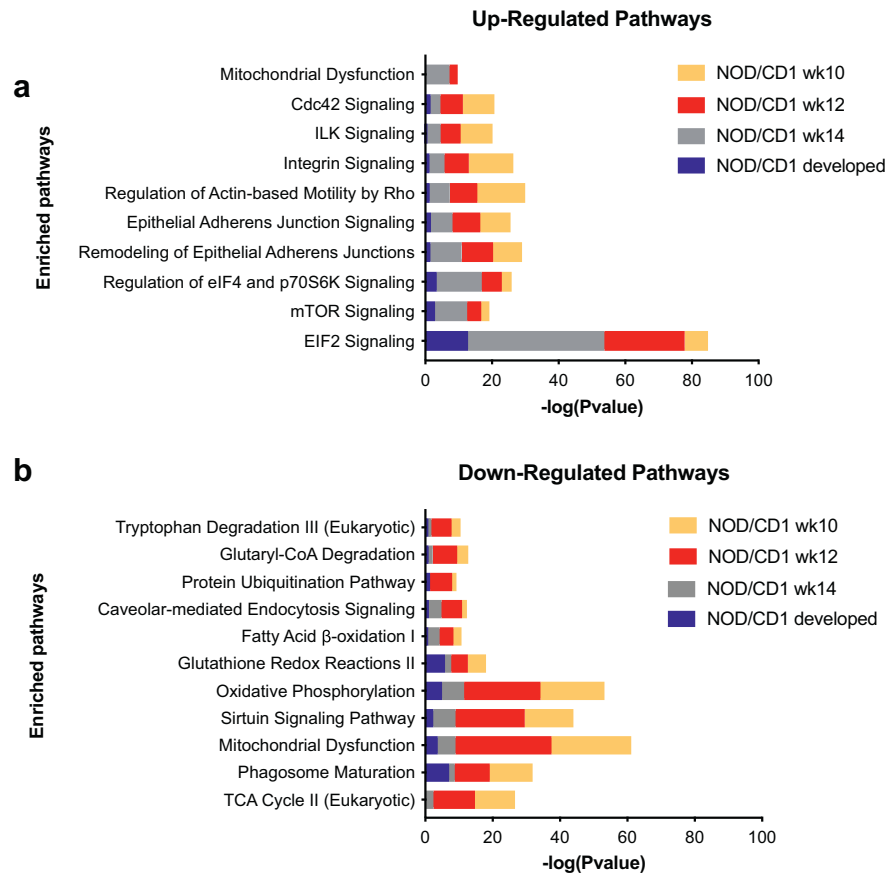 Up-Regulated Pathways
a
Enriched pathways
Mitochondrial Dysfunction
Cdc42 Signaling
ILK Signaling
Integrin Signaling
Regulation of Actin-based Motility by Rho
Epithelial Adherens Junction Signaling
Remodeling of Epithelial Adherens Junctions
Regulation of eIF4 and p70S6K Signaling
mTOR Signaling
EIF2 Signaling
NOD/CD1 wk10
NOD/CD1 wk12
NOD/CD1 wk14
NOD/CD1 developed
0 20 40 60 80 100
-log(Pvalue)
b
Down-Regulated Pathways
Enriched pathways
Tryptophan Degradation III (Eukaryotic)
Glutaryl-CoA Degradation
Protein Ubiquitination Pathway
Caveolar-mediated Endocytosis Signaling
Fatty Acid β-oxidation I
Glutathione Redox Reactions II
Oxidative Phosphorylation
Sirtuin Signaling Pathway
Mitochondrial Dysfunction
Phagosome Maturation
TCA Cycle II (Eukaryotic)
NOD/CD1 wk10
NOD/CD1 wk12
NOD/CD1 wk14
NOD/CD1 developed
0 20 40 60 80 100
-log(Pvalue)